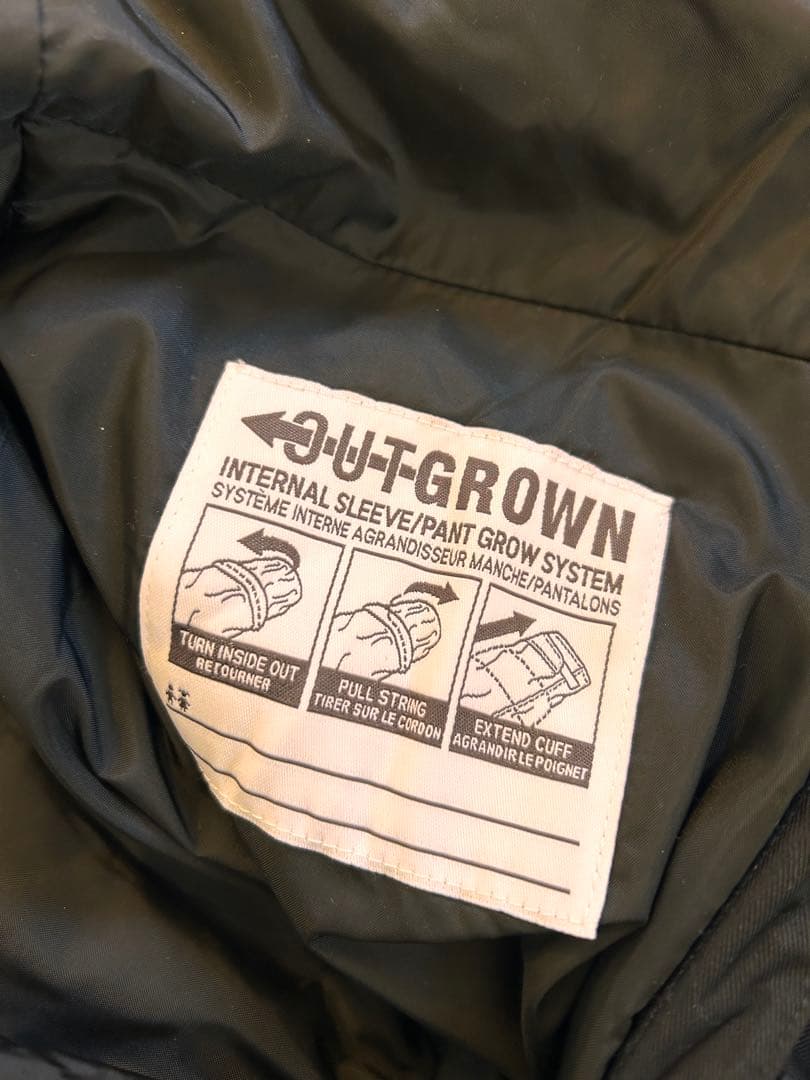 OUTGROWN
INTERNAL SLEEVE/PANT GROW SYSTEM
SYSTÈME INTERNE AGRANDISSEUR MANCHE/PANTALONS
TURN INSIDE OUT
RETOURNER
PULL STRING
TIRER SUR LE CORDON
EXTEND CUFF
AGRANDIR LE POIGNET